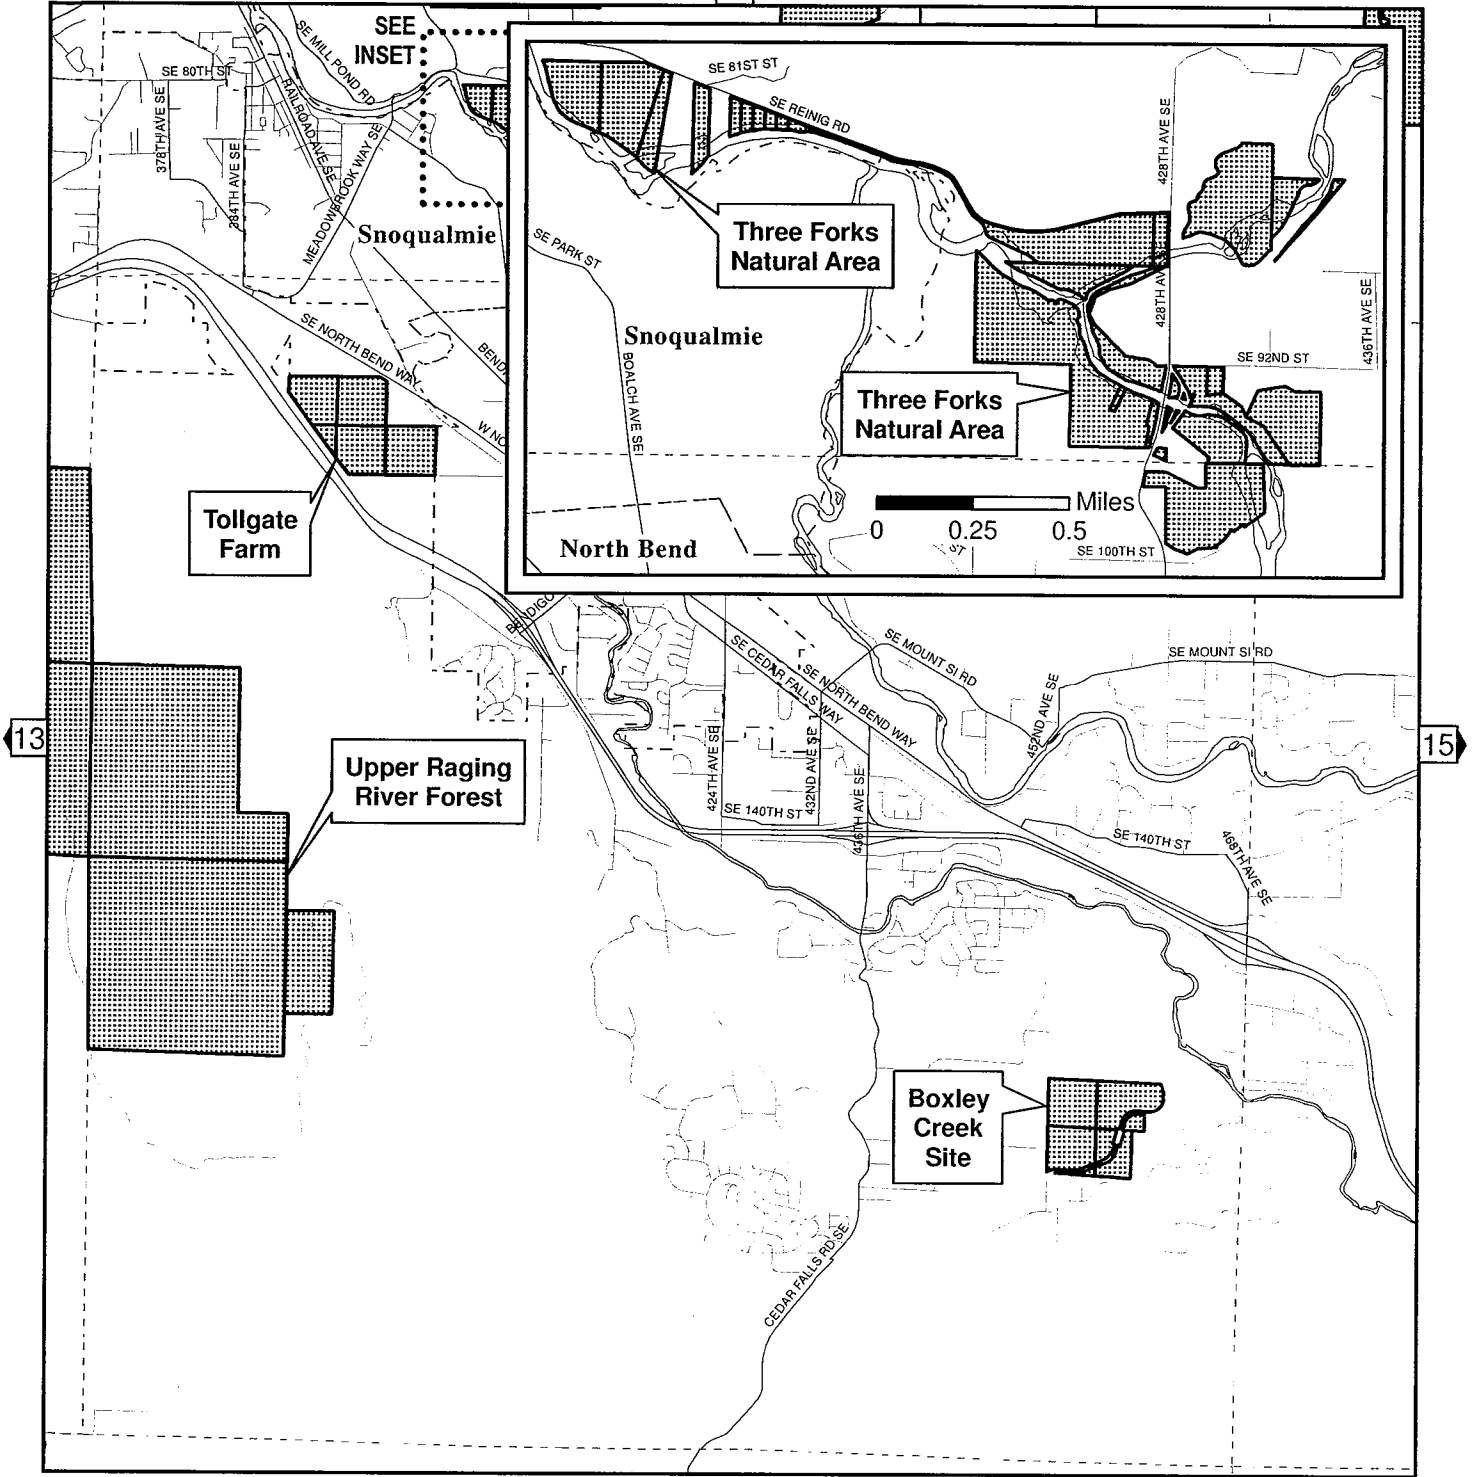 SEE
INSET
SE MILL POND RD
SE 80TH ST
378TH AVE SE
384TH AVE SE
RAILROAD AVE SE
MEADOWBROOK WAY SE
Snoqualmie
SE NORTH BEND WAY
BEND
W NO
SE 81ST ST
SE REINIG RD
428TH AVE SE
Three Forks
Natural Area
SE PARK ST
Snoqualmie
BOALCH AVE SE
428TH AV
436TH AVE SE
SE 92ND ST
Three Forks
Natural Area
Miles
0 0.25 0.5
North Bend
ST
SE 100TH ST
Tollgate
Farm
BENDIGO
SE CEDAR FALLS WAY
SE NORTH BEND WAY
SE MOUNT SI RD
SE MOUNT SI RD
452ND AVE SE
13
15
Upper Raging
River Forest
424TH AVE SE
432ND AVE SE
436TH AVE SE
SE 140TH ST
SE 140TH ST
468TH AVE SE
Boxley
Creek
Site
CEDAR FALLS RD SE